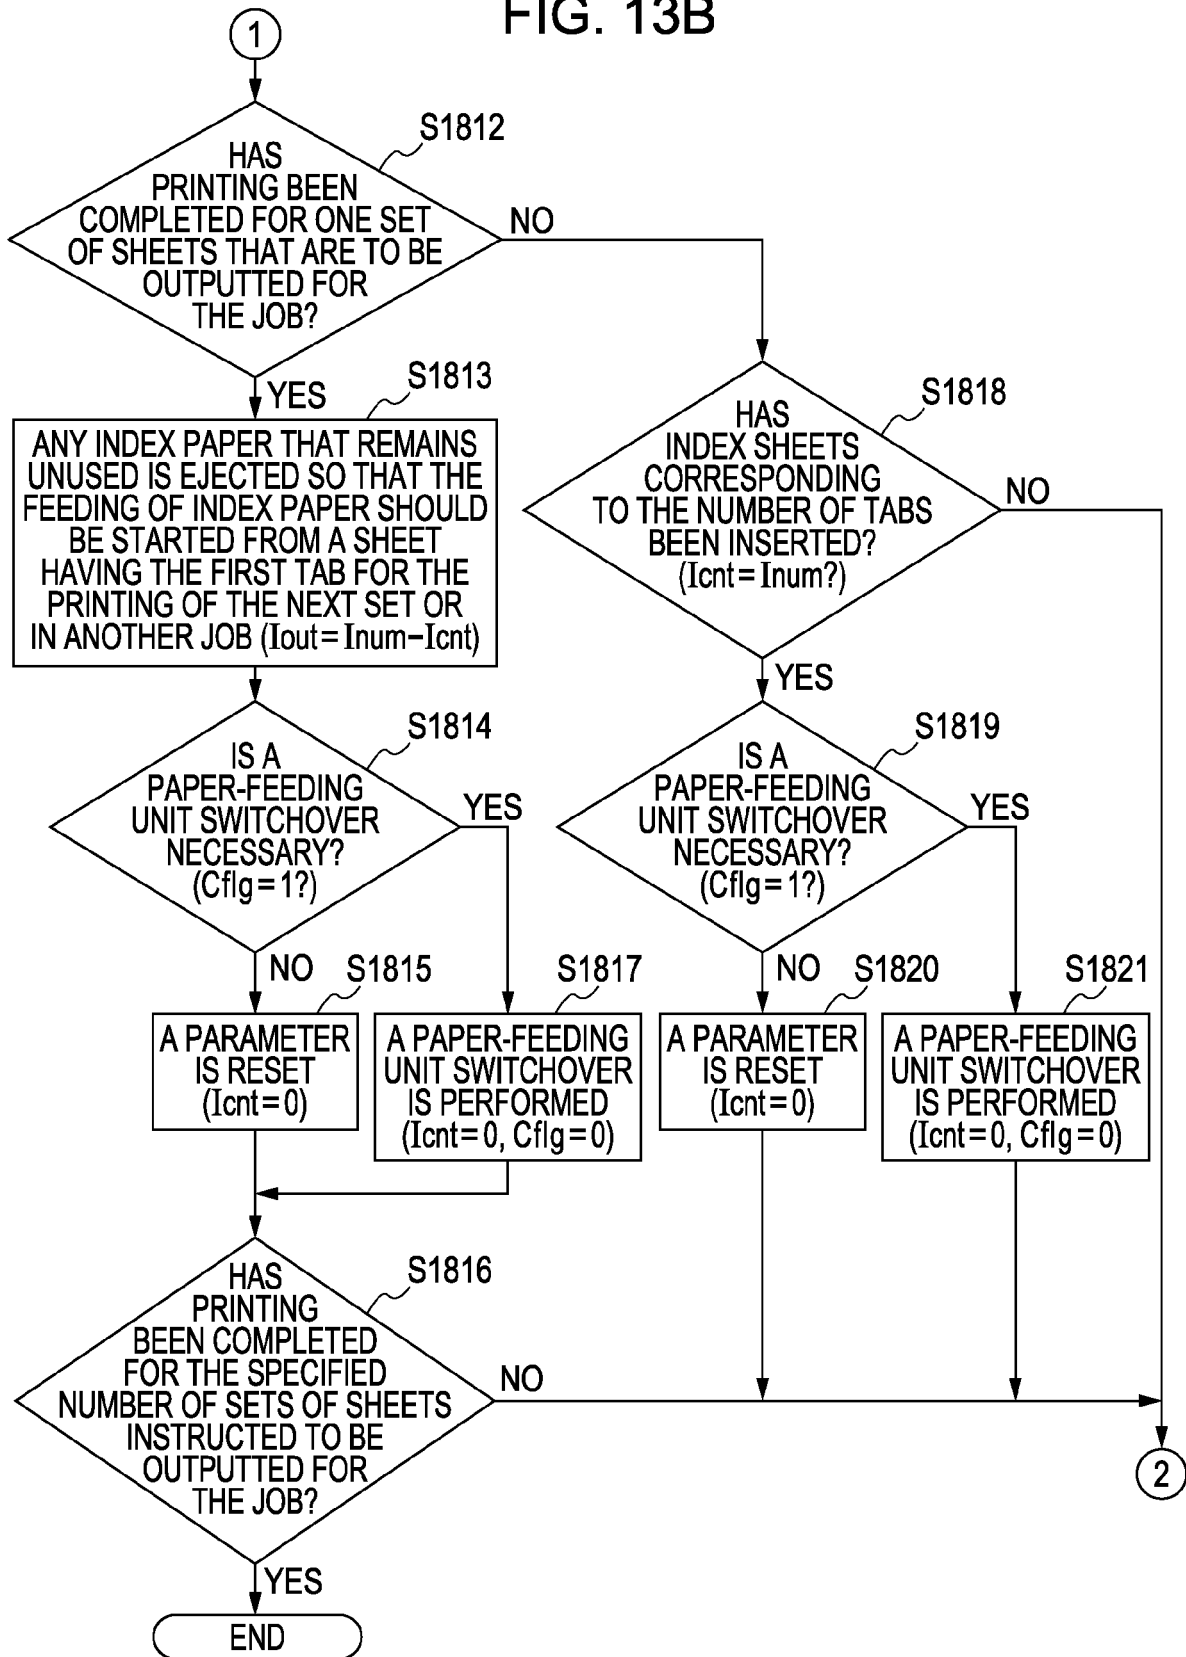 FIG. 13B
1
S1812
HAS
PRINTING BEEN
COMPLETED FOR ONE SET
OF SHEETS THAT ARE TO BE
OUTPUTTED FOR
THE JOB?
NO
YES
S1813
ANY INDEX PAPER THAT REMAINS
UNUSED IS EJECTED SO THAT THE
FEEDING OF INDEX PAPER SHOULD
BE STARTED FROM A SHEET
HAVING THE FIRST TAB FOR THE
PRINTING OF THE NEXT SET OR
IN ANOTHER JOB (Iout=Inum−Icnt)
S1818
HAS
INDEX SHEETS
CORRESPONDING
TO THE NUMBER OF TABS
BEEN INSERTED?
(Icnt=Inum?)
NO
YES
S1814
IS A
PAPER-FEEDING
UNIT SWITCHOVER
NECESSARY?
(Cflg=1?)
YES
NO
S1819
IS A
PAPER-FEEDING
UNIT SWITCHOVER
NECESSARY?
(Cflg=1?)
YES
NO
S1815
A PARAMETER
IS RESET
(Icnt=0)
S1817
A PAPER-FEEDING
UNIT SWITCHOVER
IS PERFORMED
(Icnt=0, Cflg=0)
S1820
A PARAMETER
IS RESET
(Icnt=0)
S1821
A PAPER-FEEDING
UNIT SWITCHOVER
IS PERFORMED
(Icnt=0, Cflg=0)
S1816
HAS
PRINTING
BEEN COMPLETED
FOR THE SPECIFIED
NUMBER OF SETS OF SHEETS
INSTRUCTED TO BE
OUTPUTTED FOR
THE JOB?
NO
2
YES
END